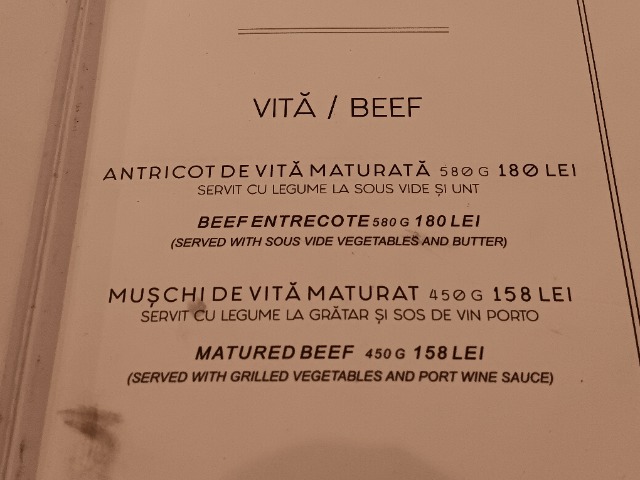 VITĂ / BEEF
ANTRICOT DE VITĂ MATURATĂ 580 G 180 LEI
SERVIT CU LEGUME LA SOUS VIDE ȘI UNT
BEEF ENTRECOTE 580 G 180 LEI
(SERVED WITH SOUS VIDE VEGETABLES AND BUTTER)
MUȘCHI DE VITĂ MATURAT 450 G 158 LEI
SERVIT CU LEGUME LA GRĂTAR ȘI SOS DE VIN PORTO
MATURED BEEF 450 G 158 LEI
(SERVED WITH GRILLED VEGETABLES AND PORT WINE SAUCE)